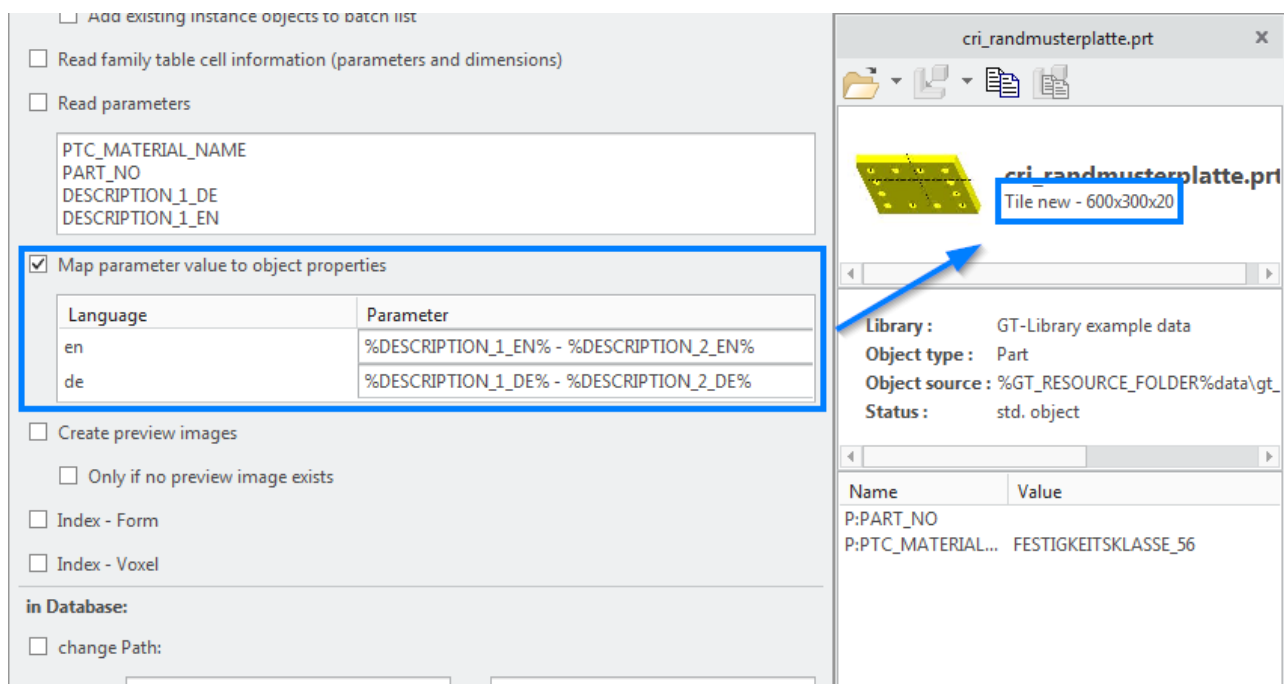 Add existing instance objects to batch list
Read family table cell information (parameters and dimensions)
Read parameters
PTC_MATERIAL_NAME
PART_NO
DESCRIPTION_1_DE
DESCRIPTION_1_EN
Map parameter value to object properties
Language Parameter
en %DESCRIPTION_1_EN% - %DESCRIPTION_2_EN%
de %DESCRIPTION_1_DE% - %DESCRIPTION_2_DE%
Create preview images
Only if no preview image exists
Index - Form
Index - Voxel
in Database:
change Path:
cri_randmusterplatte.prt x
cri_randmusterplatte.prt
Tile new - 600x300x20
Library : GT-Library example data
Object type : Part
Object source : %GT_RESOURCE_FOLDER%data\gt_
Status : std. object
Name Value
P:PART_NO
P:PTC_MATERIAL... FESTIGKEITSKLASSE_56